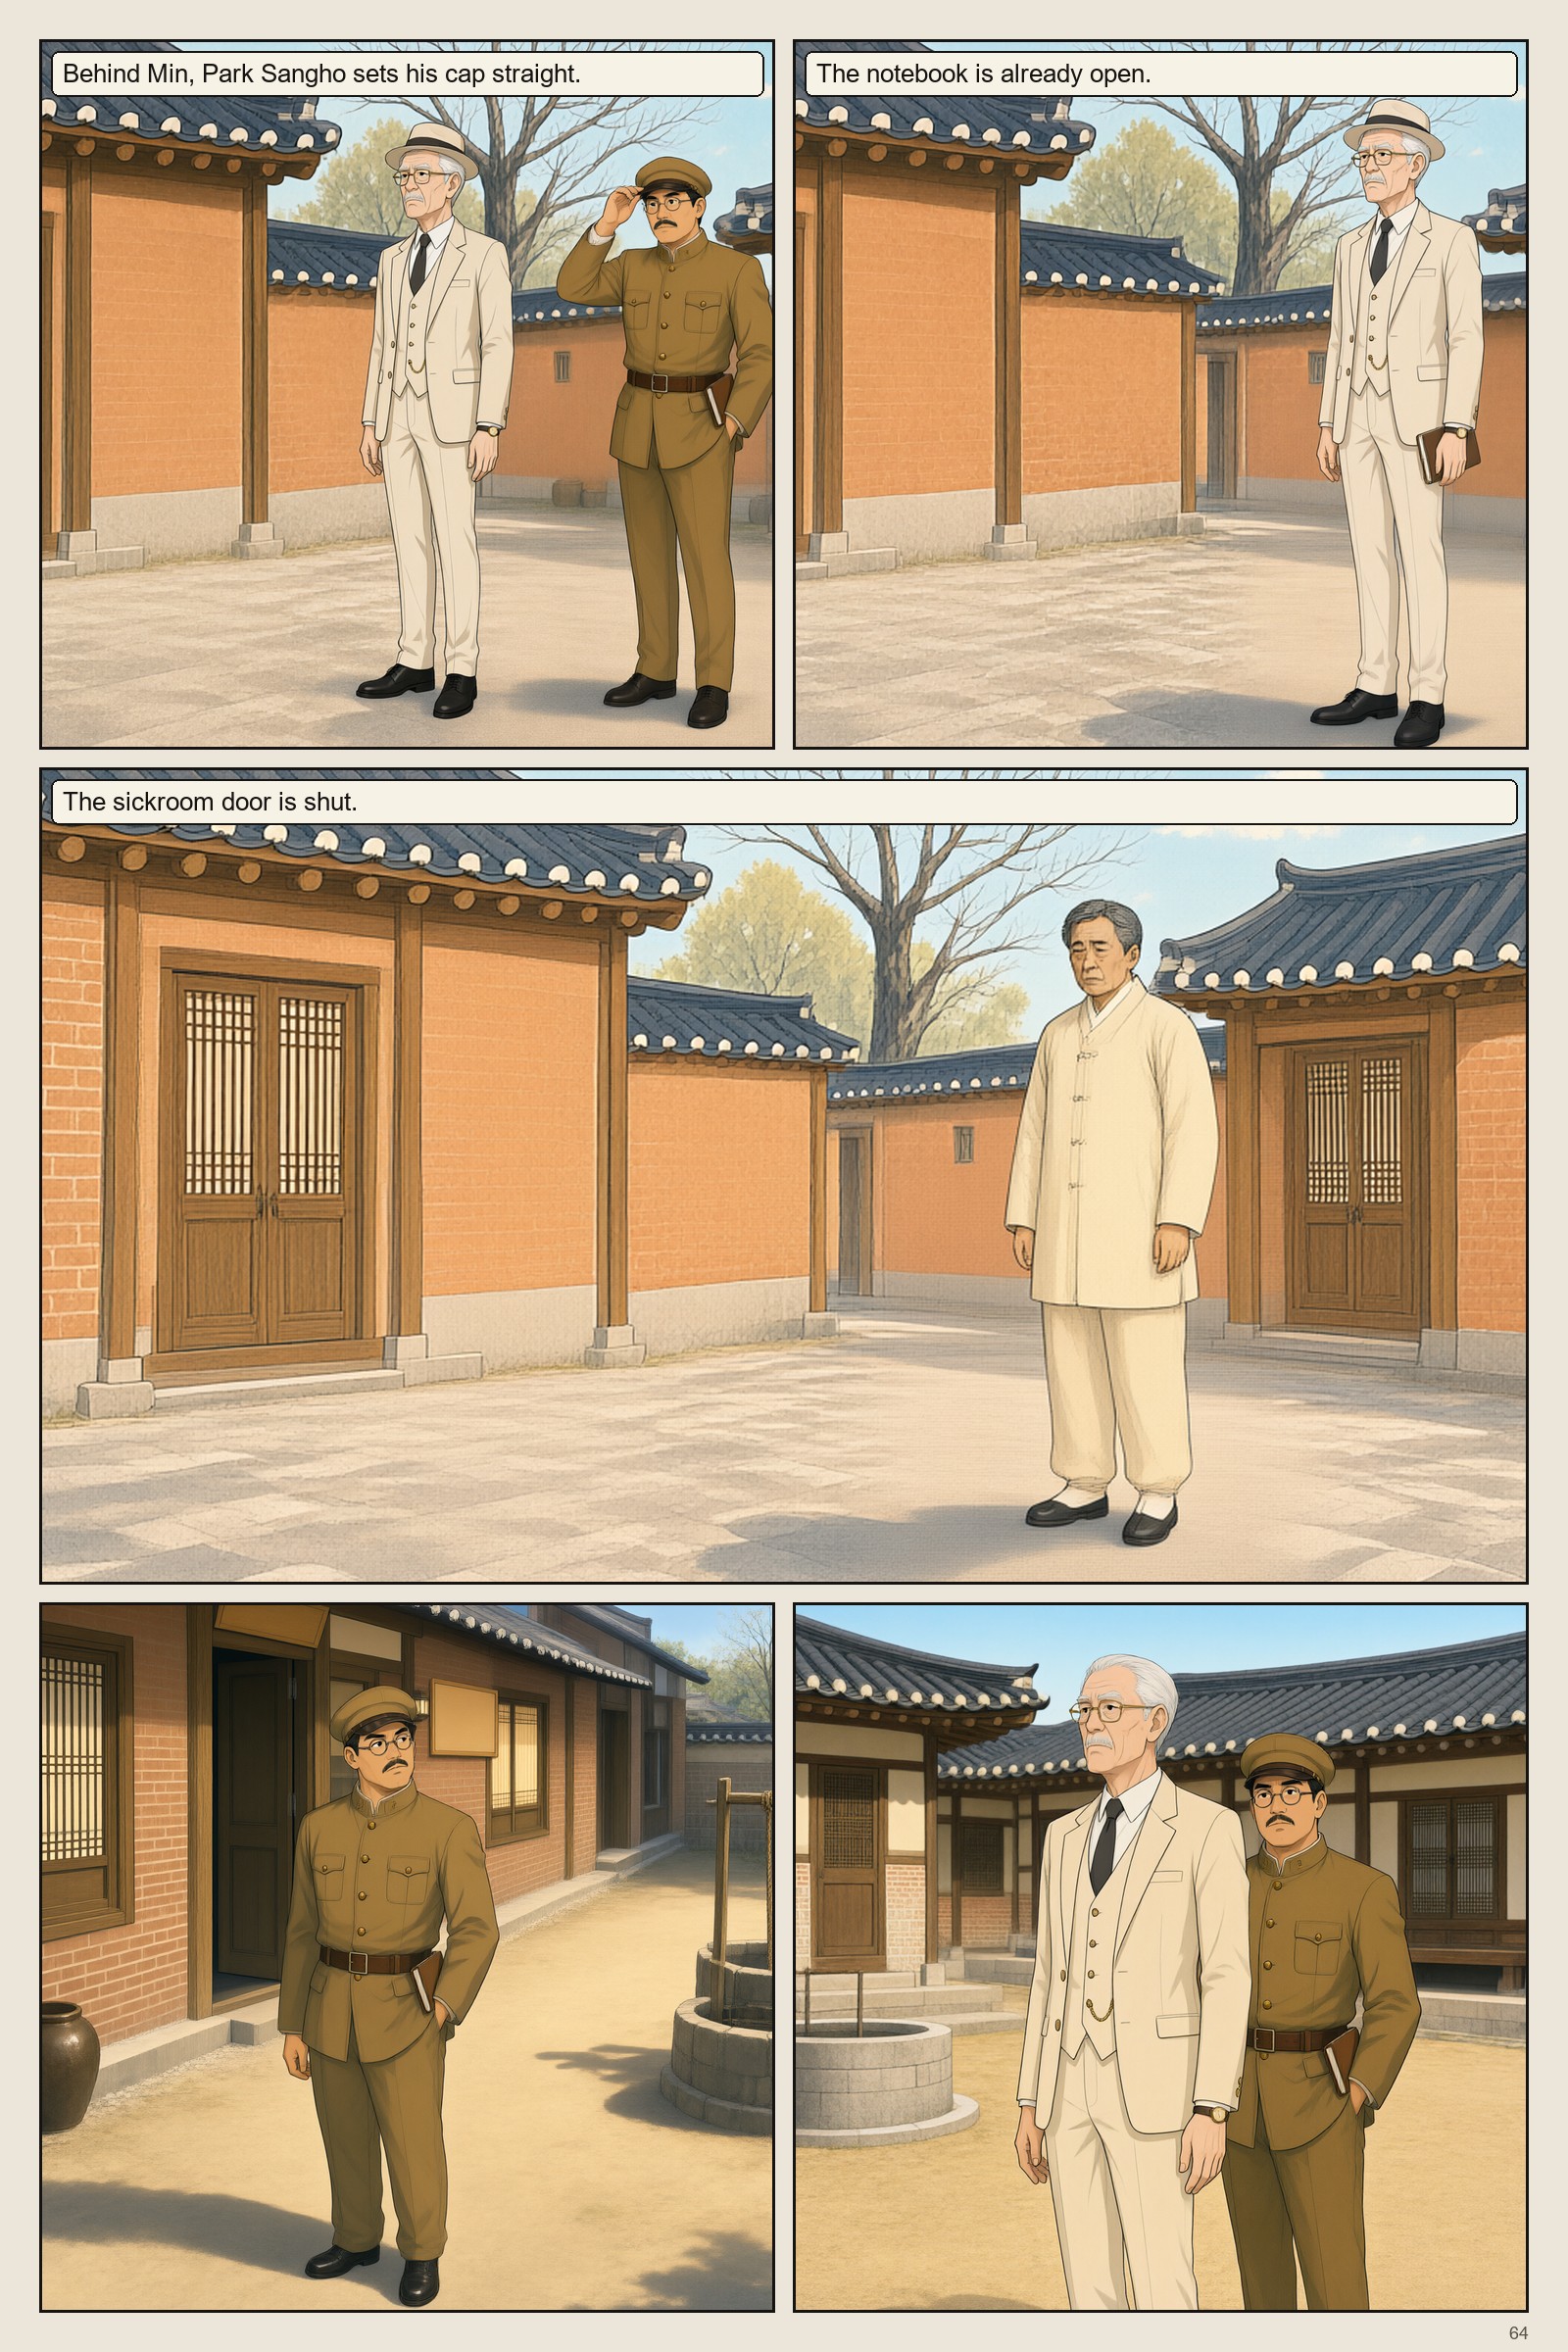 Behind Min, Park Sangho sets his cap straight.
The notebook is already open.
The sickroom door is shut.
64